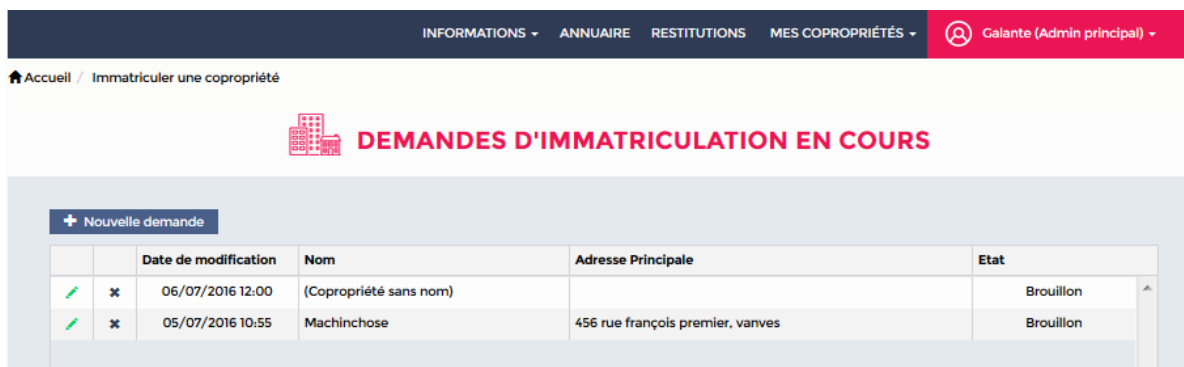 INFORMATIONS ANNUAIRE RESTITUTIONS MES COPROPRIÉTÉS Galante (Admin principal)
Accueil / Immatriculer une copropriété
DEMANDES D'IMMATRICULATION EN COURS
+ Nouvelle demande
Date de modification Nom Adresse Principale Etat
06/07/2016 12:00 (Copropriété sans nom) Brouillon
05/07/2016 10:55 Machinchose 456 rue françois premier, vanves Brouillon